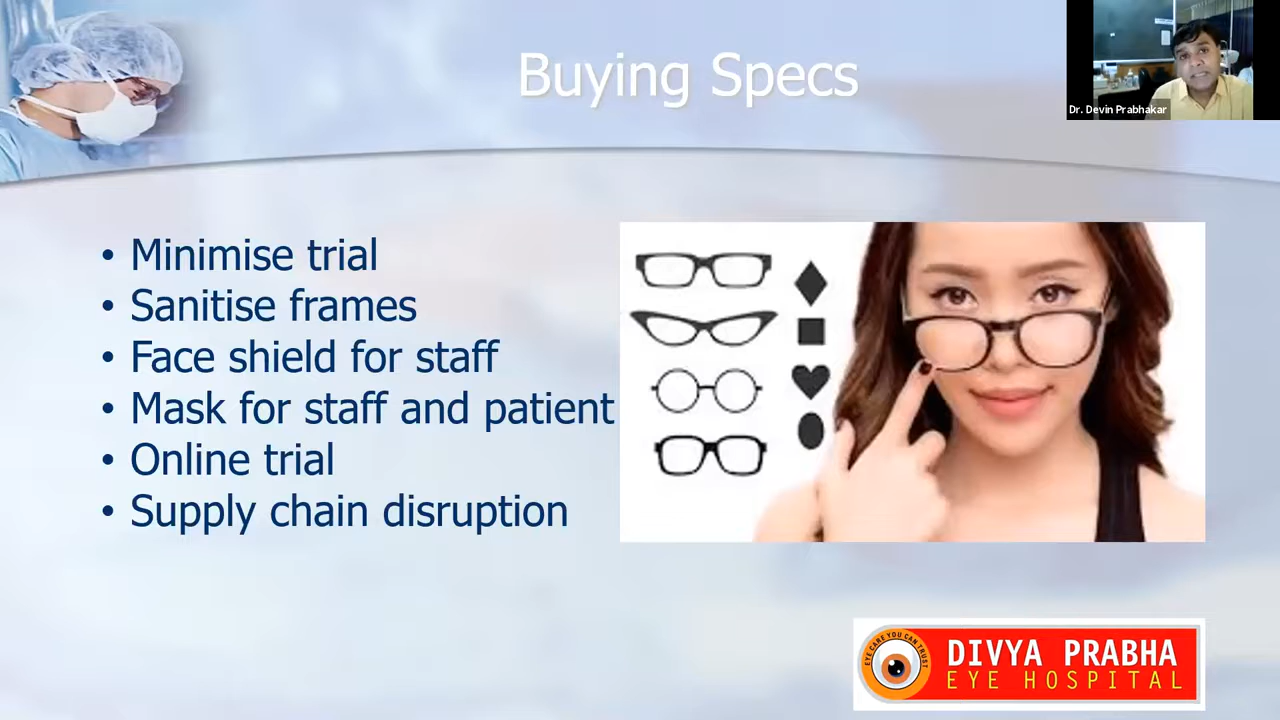 Buying Specs
Dr. Devin Prabhakar
• Minimise trial
• Sanitise frames
• Face shield for staff
• Mask for staff and patient
• Online trial
• Supply chain disruption
EYE CARE YOU CAN TRUST
DIVYA PRABHA
EYE HOSPITAL